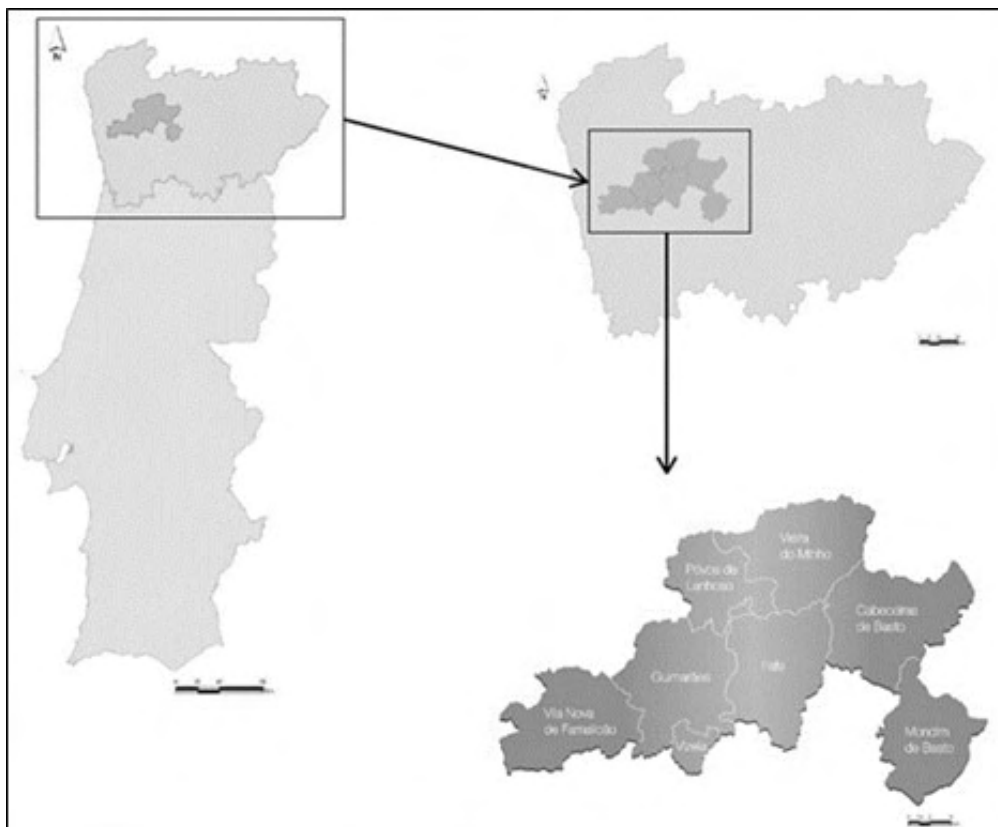 N
Vieira
do Minho
Póvoa de
Lanhoso
Cabeceiras
de Basto
Guimarães
Fafe
Vila Nova
de Famalicão
Vizela
Mondim
de Basto